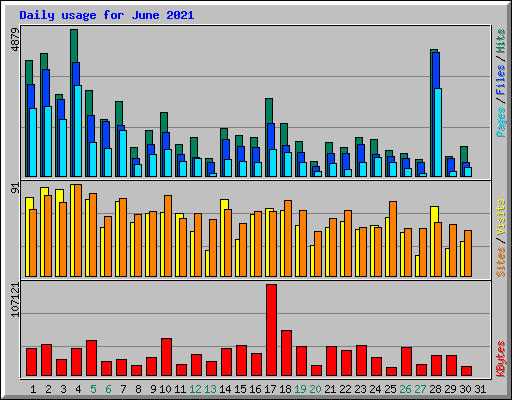 Daily usage for June 2021
4879
Pages / Files / Hits
91
Sites / Visits
107121
KBytes
1 2 3 4 5 6 7 8 9 10 11 12 13 14 15 16 17 18 19 20 21 22 23 24 25 26 27 28 29 30 31